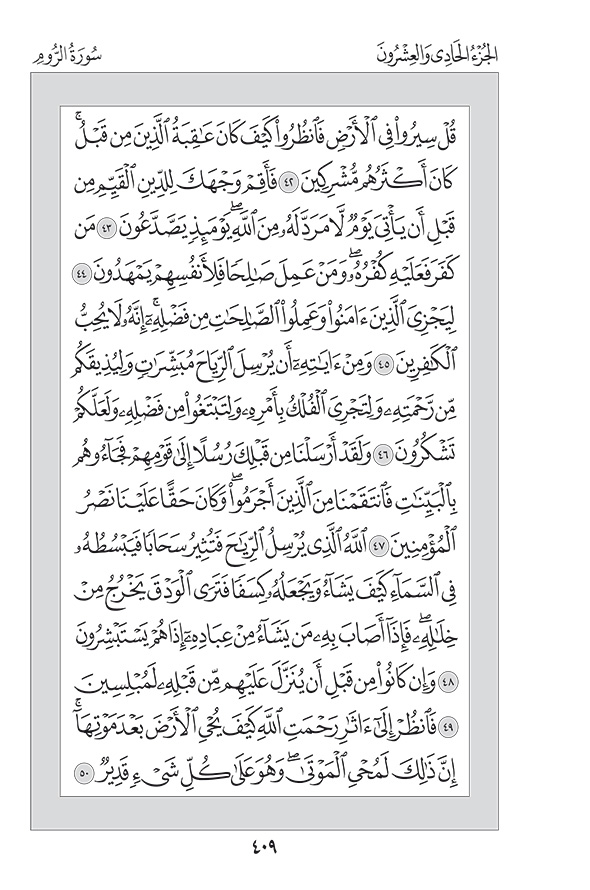 الجُزْءُ الحَادِى وَالعِشْرُونَ
سُورَةُ الرُّومِ
قُلْ سِيرُوا۟ فِى ٱلْأَرْضِ فَٱنظُرُوا۟ كَيْفَ كَانَ عَٰقِبَةُ ٱلَّذِينَ مِن قَبْلُ ۚ
كَانَ أَكْثَرُهُم مُّشْرِكِينَ ٤٢ فَأَقِمْ وَجْهَكَ لِلدِّينِ ٱلْقَيِّمِ مِن
قَبْلِ أَن يَأْتِىَ يَوْمٌ لَّا مَرَدَّ لَهُۥ مِنَ ٱللَّهِ ۖ يَوْمَئِذٍ يَصَّدَّعُونَ ٤٣ مَن
كَفَرَ فَعَلَيْهِ كُفْرُهُۥ ۖ وَمَنْ عَمِلَ صَٰلِحًا فَلِأَنفُسِهِمْ يَمْهَدُونَ ٤٤
لِيَجْزِىَ ٱلَّذِينَ ءَامَنُوا۟ وَعَمِلُوا۟ ٱلصَّٰلِحَٰتِ مِن فَضْلِهِۦٓ ۚ إِنَّهُۥ لَا يُحِبُّ
ٱلْكَٰفِرِينَ ٤٥ وَمِنْ ءَايَٰتِهِۦٓ أَن يُرْسِلَ ٱلرِّيَاحَ مُبَشِّرَٰتٍ وَلِيُذِيقَكُم
مِّن رَّحْمَتِهِۦ وَلِتَجْرِىَ ٱلْفُلْكُ بِأَمْرِهِۦ وَلِتَبْتَغُوا۟ مِن فَضْلِهِۦ وَلَعَلَّكُمْ
تَشْكُرُونَ ٤٦ وَلَقَدْ أَرْسَلْنَا مِن قَبْلِكَ رُسُلًا إِلَىٰ قَوْمِهِمْ فَجَآءُوهُم
بِٱلْبَيِّنَٰتِ فَٱنتَقَمْنَا مِنَ ٱلَّذِينَ أَجْرَمُوا۟ ۖ وَكَانَ حَقًّا عَلَيْنَا نَصْرُ
ٱلْمُؤْمِنِينَ ٤٧ ٱللَّهُ ٱلَّذِى يُرْسِلُ ٱلرِّيَٰحَ فَتُثِيرُ سَحَابًا فَيَبْسُطُهُۥ
فِى ٱلسَّمَآءِ كَيْفَ يَشَآءُ وَيَجْعَلُهُۥ كِسَفًا فَتَرَى ٱلْوَدْقَ يَخْرُجُ مِنْ
خِلَٰلِهِۦ ۖ فَإِذَآ أَصَابَ بِهِۦ مَن يَشَآءُ مِنْ عِبَادِهِۦٓ إِذَا هُمْ يَسْتَبْشِرُونَ
٤٨ وَإِن كَانُوا۟ مِن قَبْلِ أَن يُنَزَّلَ عَلَيْهِم مِّن قَبْلِهِۦ لَمُبْلِسِينَ
٤٩ فَٱنظُرْ إِلَىٰٓ ءَاثَٰرِ رَحْمَتِ ٱللَّهِ كَيْفَ يُحْىِ ٱلْأَرْضَ بَعْدَ مَوْتِهَآ ۚ
إِنَّ ذَٰلِكَ لَمُحْىِ ٱلْمَوْتَىٰ ۖ وَهُوَ عَلَىٰ كُلِّ شَىْءٍ قَدِيرٌ ٥٠
٤٠٩